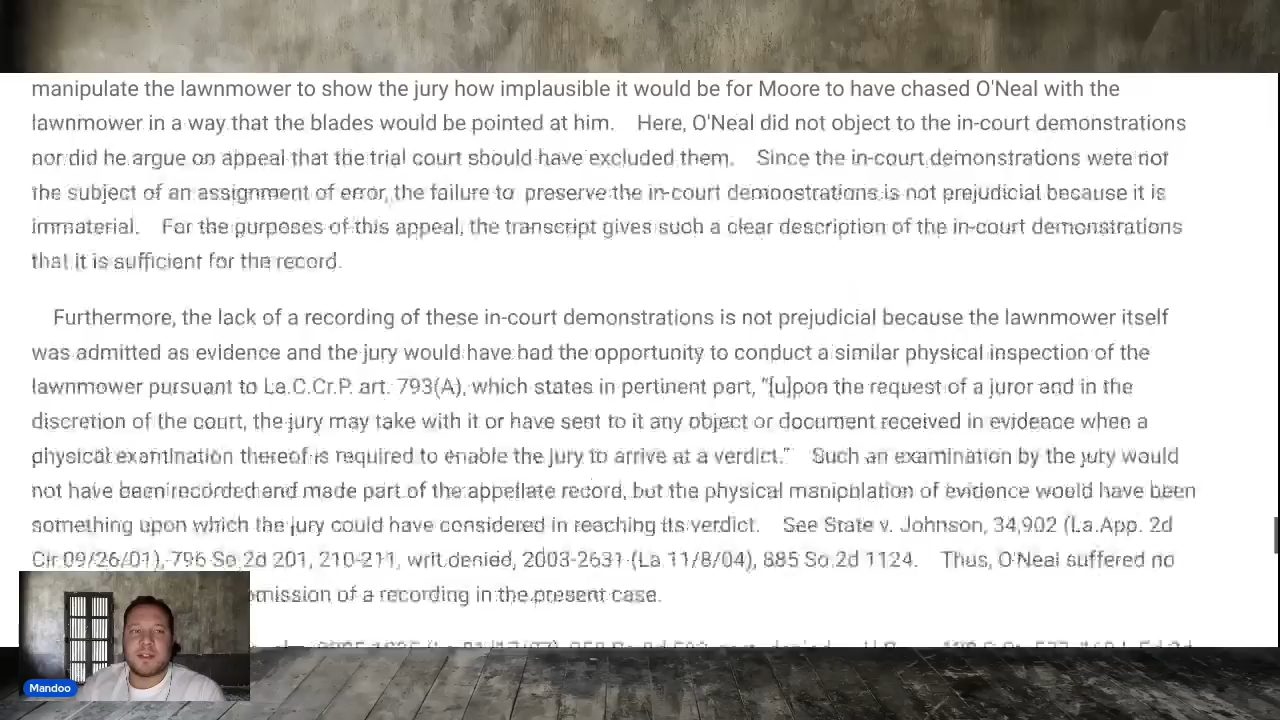 manipulate the lawnmower to show the jury how implausible it would be for Moore to have chased O'Neal with the
lawnmower in a way that the blades would be pointed at him. Here, O'Neal did not object to the in-court demonstrations
nor did he argue on appeal that the trial court should have excluded them. Since the in-court demonstrations were not
the subject of an assignment of error, the failure to preserve the in-court demonstrations is not prejudicial because it is
immaterial. For the purposes of this appeal, the transcript gives such a clear description of the in-court demonstrations
that it is sufficient for the record.
Furthermore, the lack of a recording of these in-court demonstrations is not prejudicial because the lawnmower itself
was admitted as evidence and the jury would have had the opportunity to conduct a similar physical inspection of the
lawnmower pursuant to La.C.Cr.P. art. 793(A), which states in pertinent part, "[u]pon the request of a juror and in the
discretion of the court, the jury may take with it or have sent to it any object or document received in evidence when a
physical examination thereof is required to enable the jury to arrive at a verdict." Such an examination by the jury would
not have been recorded and made part of the appellate record, but the physical manipulation of evidence would have been
something upon which the jury could have considered in reaching its verdict. See State v. Johnson, 34,902 (La.App. 2d
Cir.09/26/01), 796 So.2d 201, 210-211, writ denied, 2003-2631 (La 11/8/04), 885 So.2d 1124. Thus, O'Neal suffered no
omission of a recording in the present case.
Mandoo